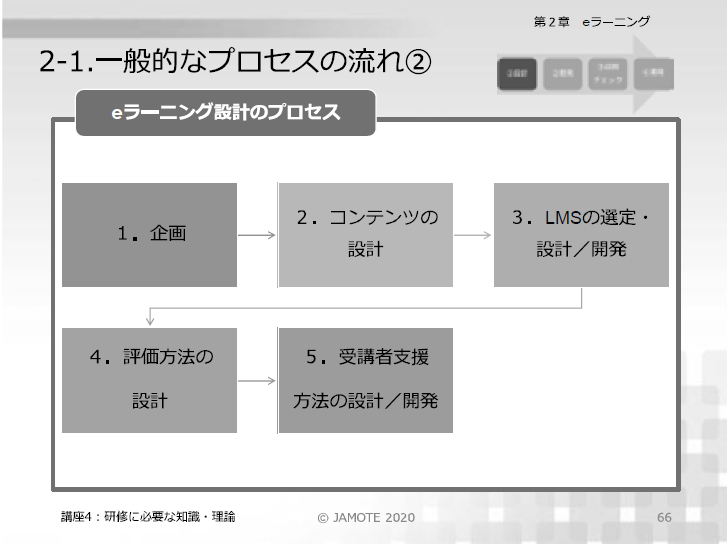 第２章　eラーニング
2-1.一般的なプロセスの流れ②
eラーニング設計のプロセス
１．企画
２．コンテンツの
設計
３．LMSの選定・
設計／開発
４．評価方法の
設計
５．受講者支援
方法の設計／開発
講座4：研修に必要な知識・理論
© JAMOTE 2020
66